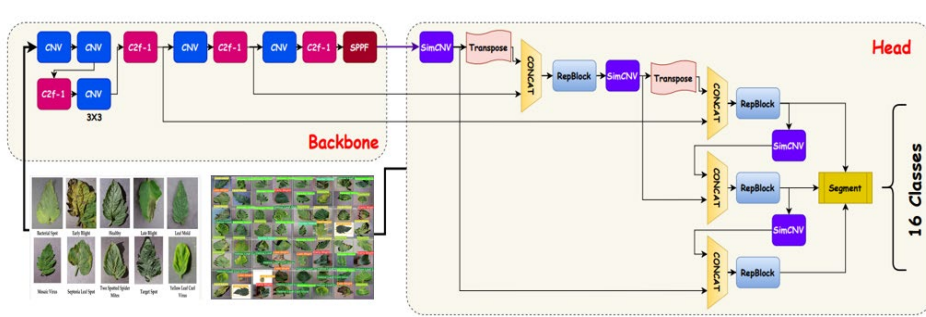 CNV
CNV
C2f-1
CNV
C2f-1
CNV
C2f-1
SPPF
C2f-1
CNV
3X3
Backbone
SimCNV
Transpose
CONCAT
RepBlock
SimCNV
Transpose
CONCAT
RepBlock
SimCNV
CONCAT
RepBlock
SimCNV
CONCAT
RepBlock
Segment
Head
16 Classes
Bacterial Spot
Early Blight
Healthy
Late Blight
Leaf Mold
Mosaic Virus
Septoria Leaf Spot
Two Spotted Spider
Mites
Target Spot
Yellow Leaf Curl
Virus